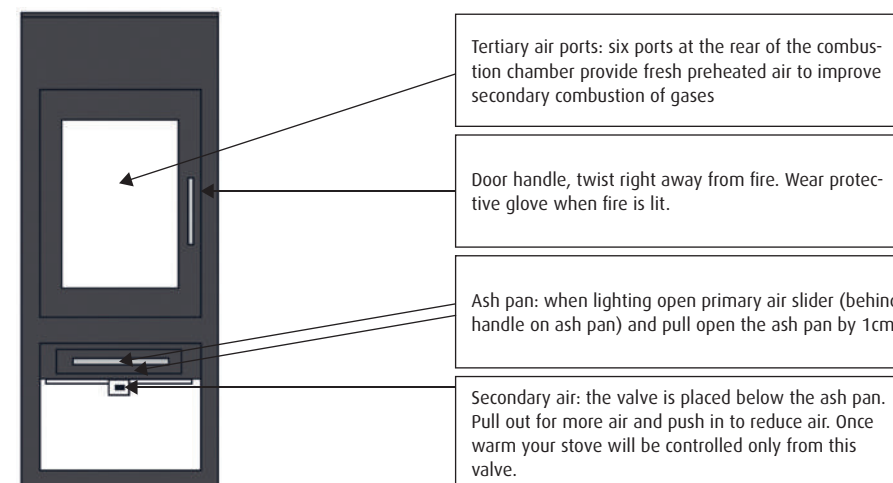 Tertiary air ports: six ports at the rear of the combus-
tion chamber provide fresh preheated air to improve
secondary combustion of gases
Door handle, twist right away from fire. Wear protec-
tive glove when fire is lit.
Ash pan: when lighting open primary air slider (behind
handle on ash pan) and pull open the ash pan by 1cm
Secondary air: the valve is placed below the ash pan.
Pull out for more air and push in to reduce air. Once
warm your stove will be controlled only from this
valve.